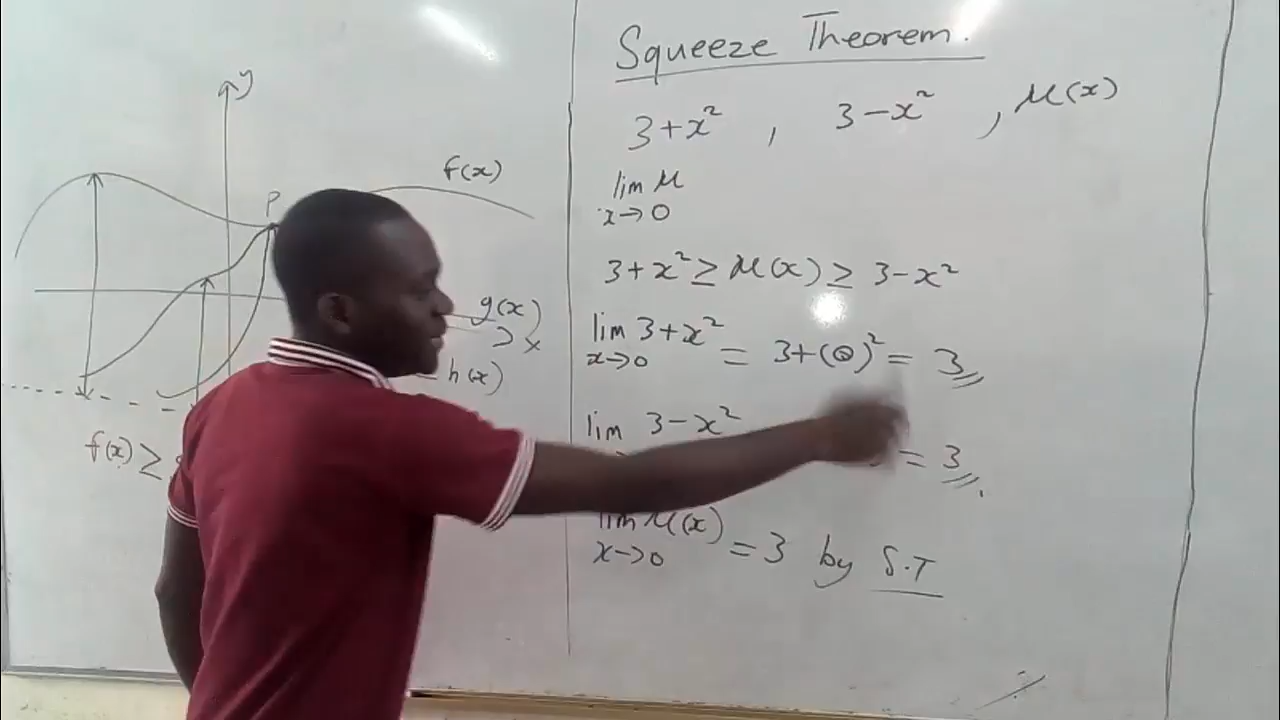 y
f(x)
P
g(x)
x
h(x)
f(x) ≥
Squeeze Theorem.
3+x² , 3-x² , μ(x)
lim μ
x→0
3+x² ≥ μ(x) ≥ 3-x²
lim 3+x² = 3+(0)² = 3
x→0
lim 3-x² = 3
lim μ(x) = 3 by S.T
x→0